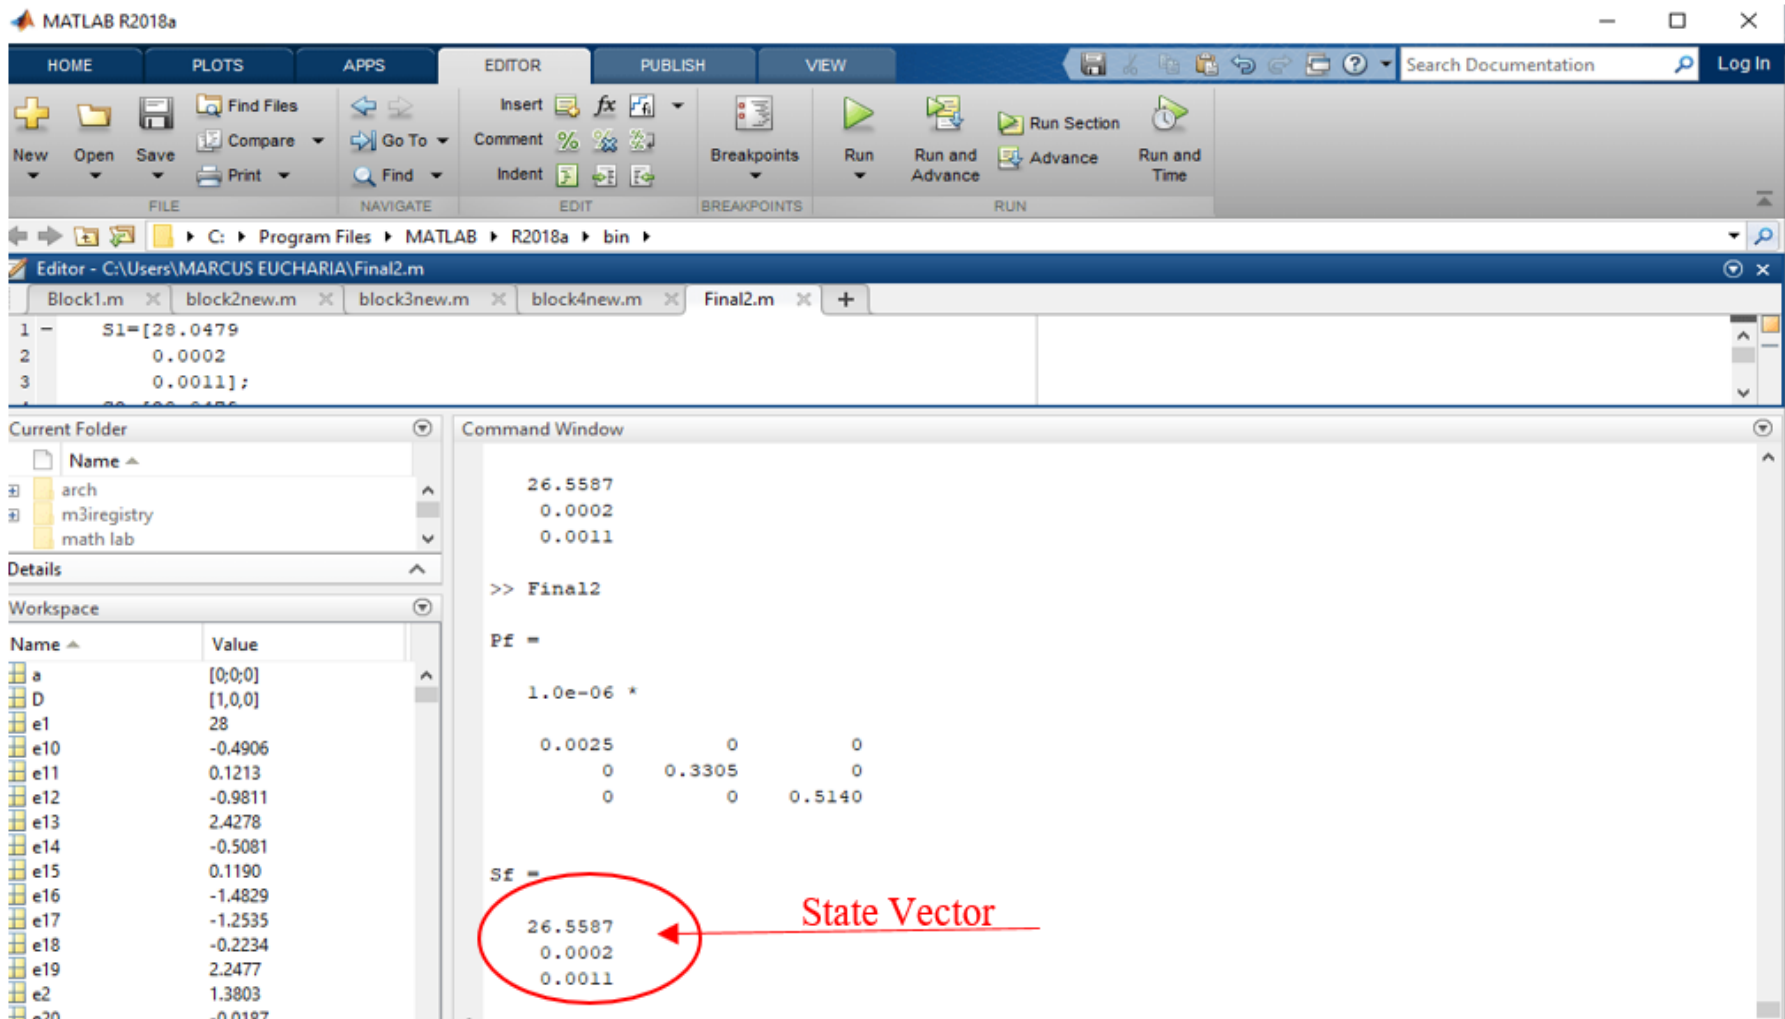 MATLAB R2018a
HOME PLOTS APPS EDITOR PUBLISH VIEW Search Documentation Log In
New Open Save Find Files Compare Print
Go To Find
Insert fx
Comment
Indent
Breakpoints Run Run and Advance Run Section Advance Run and Time
FILE NAVIGATE EDIT BREAKPOINTS RUN
C: Program Files MATLAB R2018a bin
Editor - C:\Users\MARCUS EUCHARIA\Final2.m
Block1.m block2new.m block3new.m block4new.m Final2.m
1 S1=[28.0479
2 0.0002
3 0.0011];
Current Folder
Name
arch
m3iregistry
math lab
Details
Workspace
Name Value
a [0;0;0]
D [1,0,0]
e1 28
e10 -0.4906
e11 0.1213
e12 -0.9811
e13 2.4278
e14 -0.5081
e15 0.1190
e16 -1.4829
e17 -1.2535
e18 -0.2234
e19 2.2477
e2 1.3803
e20 -0.0187
Command Window
26.5587
0.0002
0.0011
>> Final2
Pf =
1.0e-06 *
0.0025 0 0
0 0.3305 0
0 0 0.5140
Sf =
26.5587
0.0002
0.0011
State Vector